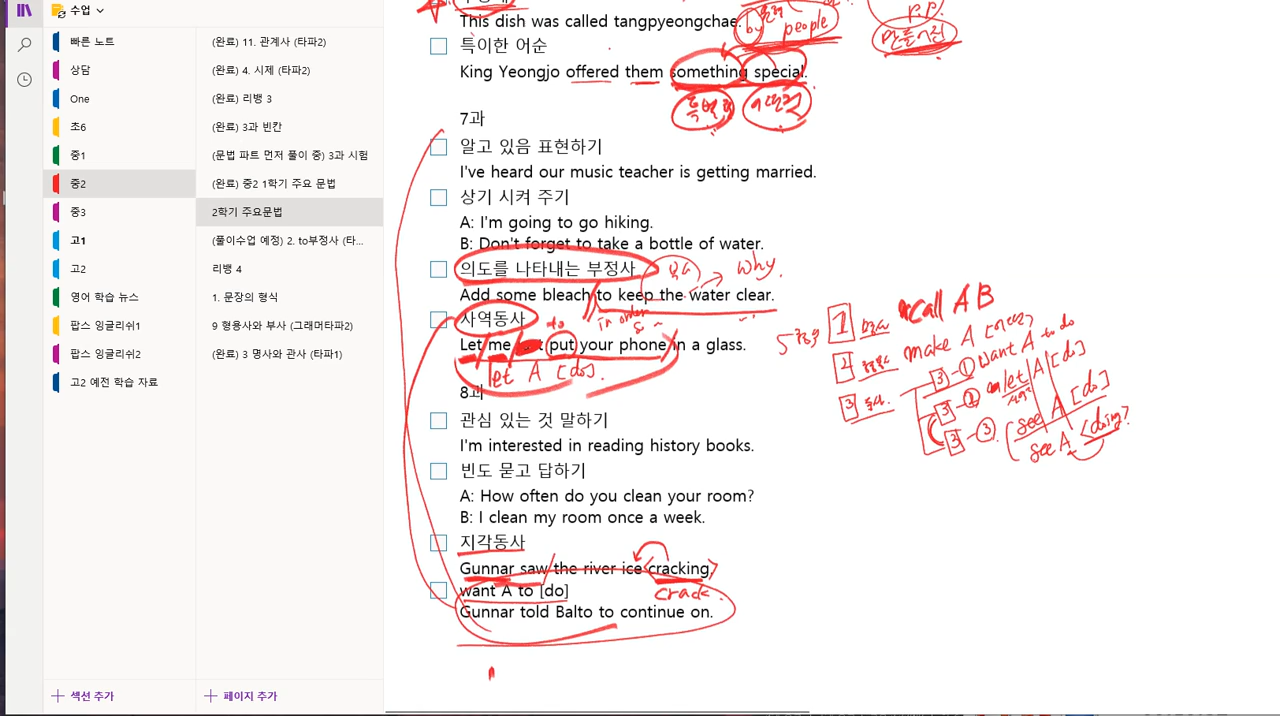 수업
빠른 노트
상담
One
초6
중1
중2
중3
고1
고2
영어 학습 뉴스
팝스 잉글리쉬1
팝스 잉글리쉬2
고2 예전 학습 자료
섹션 추가
(완료) 11. 관계사 (타파2)
(완료) 4. 시제 (타파2)
(완료) 리뱅 3
(완료) 3과 빈칸
(문법 파트 먼저 풀이 중) 3과 시험
(완료) 중2 1학기 주요 문법
2학기 주요문법
(풀이수업 예정) 2. to부정사 (타...
리뱅 4
1. 문장의 형식
9 형용사와 부사 (그래머타파2)
(완료) 3 명사와 관사 (타파1)
페이지 추가
This dish was called tangpyeongchae.
by people
p.p.
만들어진
특이한 어순
King Yeongjo offered them something special.
특별한
어떤것
7과
알고 있음 표현하기
I've heard our music teacher is getting married.
상기 시켜 주기
A: I'm going to go hiking.
B: Don't forget to take a bottle of water.
의도를 나타내는 부정사
why
Add some bleach to keep the water clear.
in order
사역동사
to
Let me put your phone in a glass.
let A [do].
8과
관심 있는 것 말하기
I'm interested in reading history books.
빈도 묻고 답하기
A: How often do you clean your room?
B: I clean my room once a week.
지각동사
Gunnar saw the river ice cracking
crack
want A to [do]
Gunnar told Balto to continue on.
1 call A B
2 make A
3 동사
3-① want A to do
3-② let A [do]
3-③ see A [do]
see A <doing?